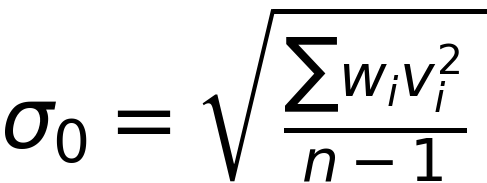 σ₀ = √(∑wᵢvᵢ² / (n − 1))